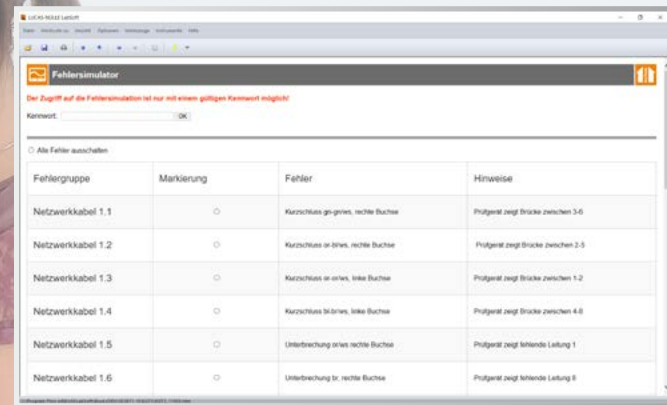 LabSoft
Optionen Werkzeuge Instrumente Hilfe
Fehlersimulator
Der Zugriff auf die Fehlersimulation ist nur mit einem gültigen Kennwort möglich!
Kennwort: OK
Alle Fehler ausschalten
Fehlergruppe Markierung Fehler Hinweise
Netzwerkkabel 1.1 Kurzschluss gn-gn/ws, rechte Buchse Prüfgerät zeigt Brücke zwischen 3-6
Netzwerkkabel 1.2 Kurzschluss or-bl/ws, rechte Buchse Prüfgerät zeigt Brücke zwischen 2-5
Netzwerkkabel 1.3 Kurzschluss or-or/ws, linke Buchse Prüfgerät zeigt Brücke zwischen 1-2
Netzwerkkabel 1.4 Kurzschluss bl-br/ws, linke Buchse Prüfgerät zeigt Brücke zwischen 4-8
Netzwerkkabel 1.5 Unterbrechung or/ws rechte Buchse Prüfgerät zeigt fehlende Leitung 1
Netzwerkkabel 1.6 Unterbrechung br, rechte Buchse Prüfgerät zeigt fehlende Leitung 8